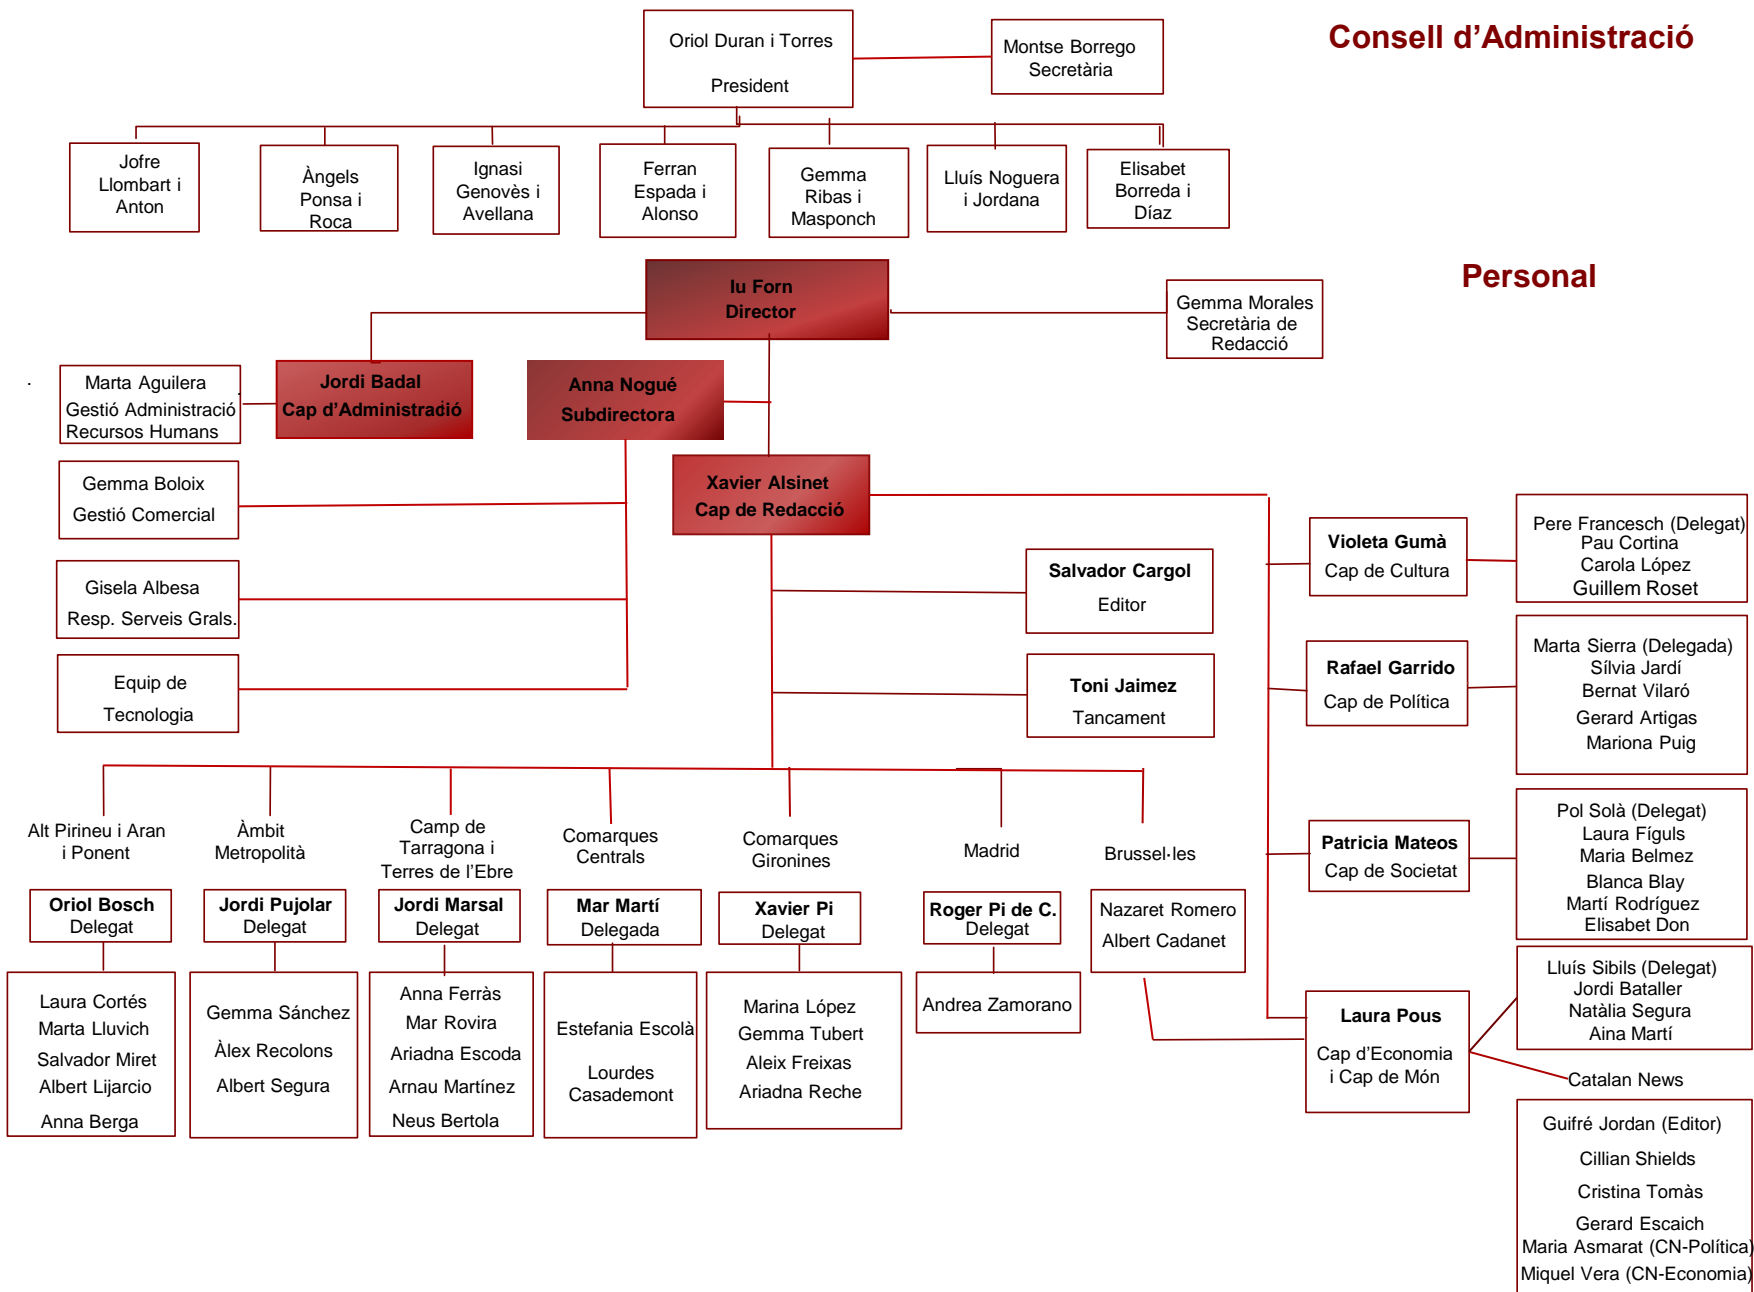 Consell d’Administració
Oriol Duran i Torres
President
Montse Borrego
Secretària
Jofre
Llombart i
Anton
Àngels
Ponsa i
Roca
Ignasi
Genovès i
Avellana
Ferran
Espada i
Alonso
Gemma
Ribas i
Masponch
Lluís Noguera
i Jordana
Elisabet
Borreda i
Díaz
Personal
Iu Forn
Director
Gemma Morales
Secretària de
Redacció
Marta Aguilera
Gestió Administració
Recursos Humans
Jordi Badal
Cap d’Administració
Anna Nogué
Subdirectora
Gemma Boloix
Gestió Comercial
Xavier Alsinet
Cap de Redacció
Gisela Albesa
Resp. Serveis Grals.
Equip de
Tecnologia
Salvador Cargol
Editor
Toni Jaimez
Tancament
Violeta Gumà
Cap de Cultura
Pere Francesch (Delegat)
Pau Cortina
Carola López
Guillem Roset
Rafael Garrido
Cap de Política
Marta Sierra (Delegada)
Sílvia Jardí
Bernat Vilaró
Gerard Artigas
Mariona Puig
Patricia Mateos
Cap de Societat
Pol Solà (Delegat)
Laura Fíguls
Maria Belmez
Blanca Blay
Martí Rodríguez
Elisabet Don
Laura Pous
Cap d’Economia
i Cap de Món
Lluís Sibils (Delegat)
Jordi Bataller
Natàlia Segura
Aina Martí
Catalan News
Guifré Jordan (Editor)
Cillian Shields
Cristina Tomàs
Gerard Escaich
Maria Asmarat (CN-Política)
Miquel Vera (CN-Economia)
Alt Pirineu i Aran
i Ponent
Oriol Bosch
Delegat
Laura Cortés
Marta Lluvich
Salvador Miret
Albert Lijarcio
Anna Berga
Àmbit
Metropolità
Jordi Pujolar
Delegat
Gemma Sánchez
Àlex Recolons
Albert Segura
Camp de
Tarragona i
Terres de l’Ebre
Jordi Marsal
Delegat
Anna Ferràs
Mar Rovira
Ariadna Escoda
Arnau Martínez
Neus Bertola
Comarques
Centrals
Mar Martí
Delegada
Estefania Escolà
Lourdes
Casademont
Comarques
Gironines
Xavier Pi
Delegat
Marina López
Gemma Tubert
Aleix Freixas
Ariadna Reche
Madrid
Roger Pi de C.
Delegat
Andrea Zamorano
Brussel·les
Nazaret Romero
Albert Cadanet